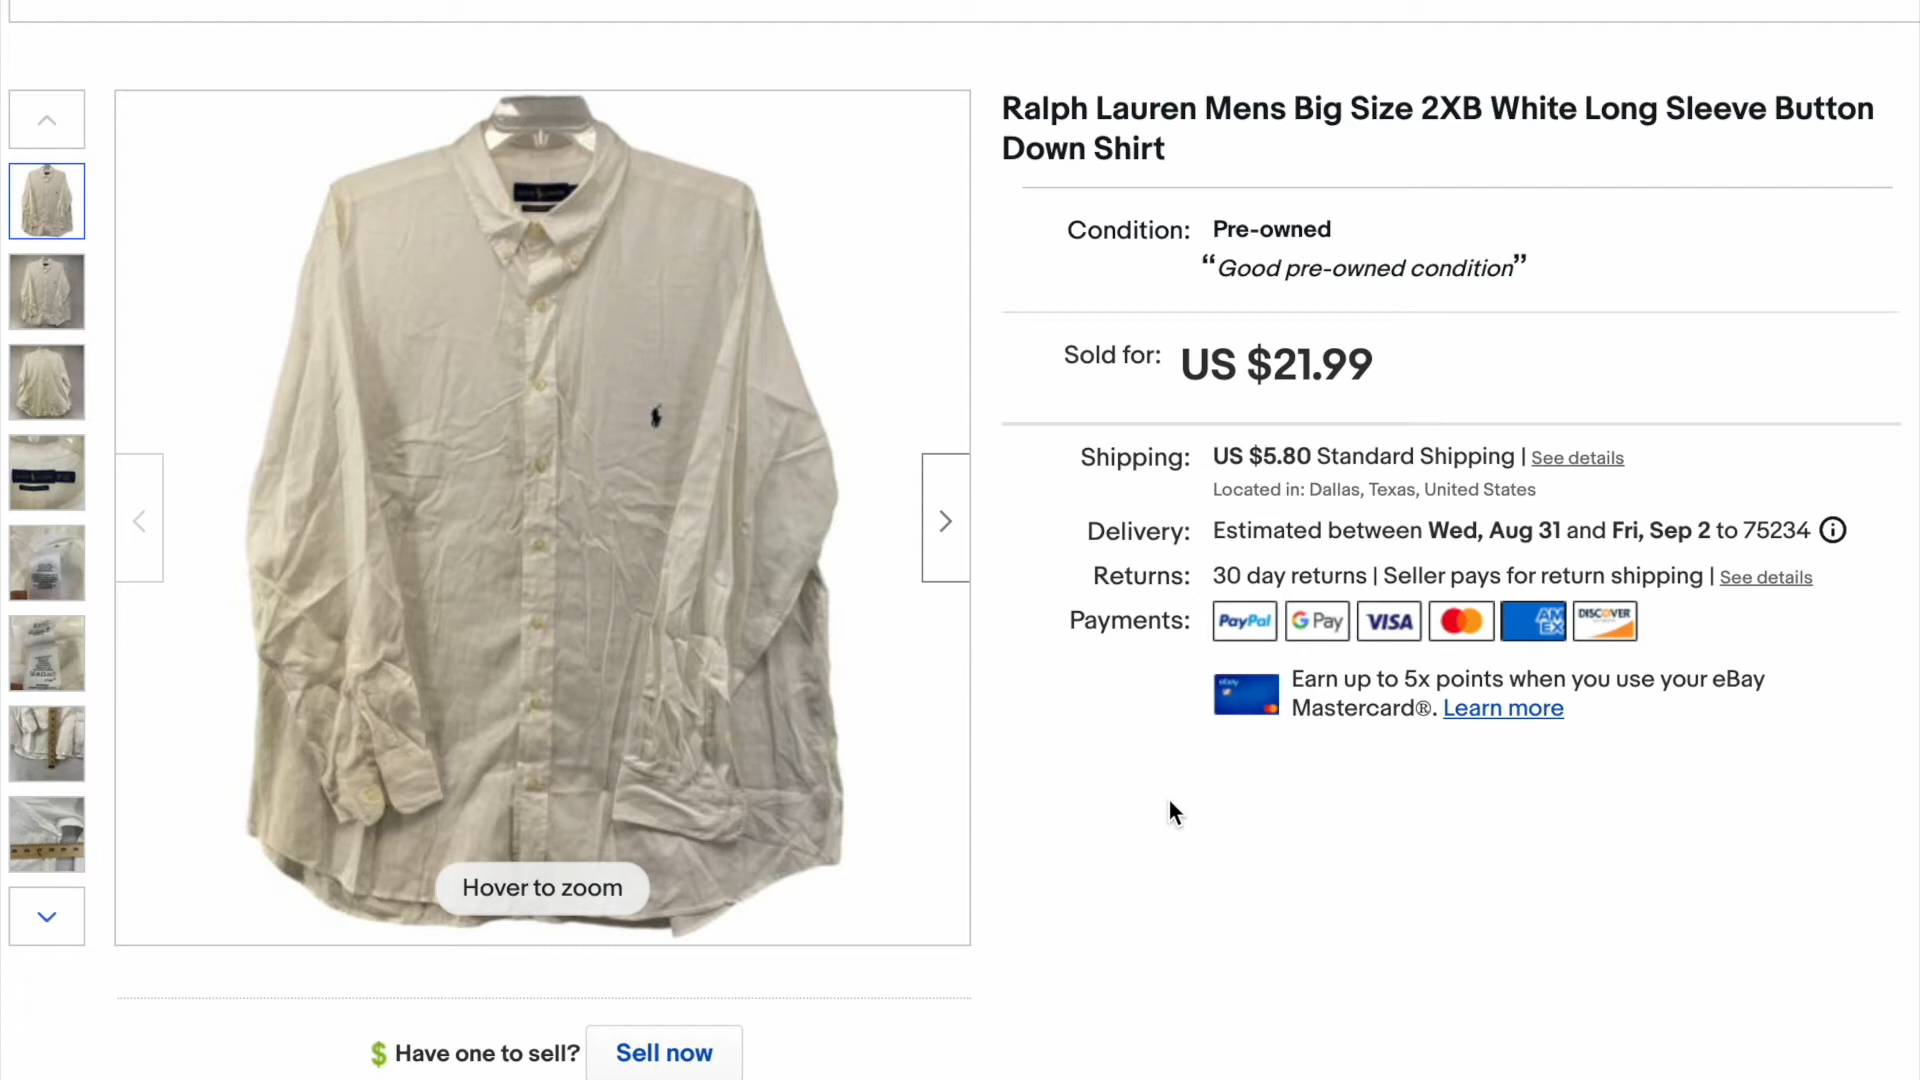 Ralph Lauren Mens Big Size 2XB White Long Sleeve Button
Down Shirt
Condition: Pre-owned
“Good pre-owned condition”
Sold for: US $21.99
Shipping: US $5.80 Standard Shipping | See details
Located in: Dallas, Texas, United States
Delivery: Estimated between Wed, Aug 31 and Fri, Sep 2 to 75234
Returns: 30 day returns | Seller pays for return shipping | See details
Payments: PayPal G Pay VISA AM EX DISCOVER
ebay
Earn up to 5x points when you use your eBay
Mastercard®. Learn more
Hover to zoom
Have one to sell? Sell now